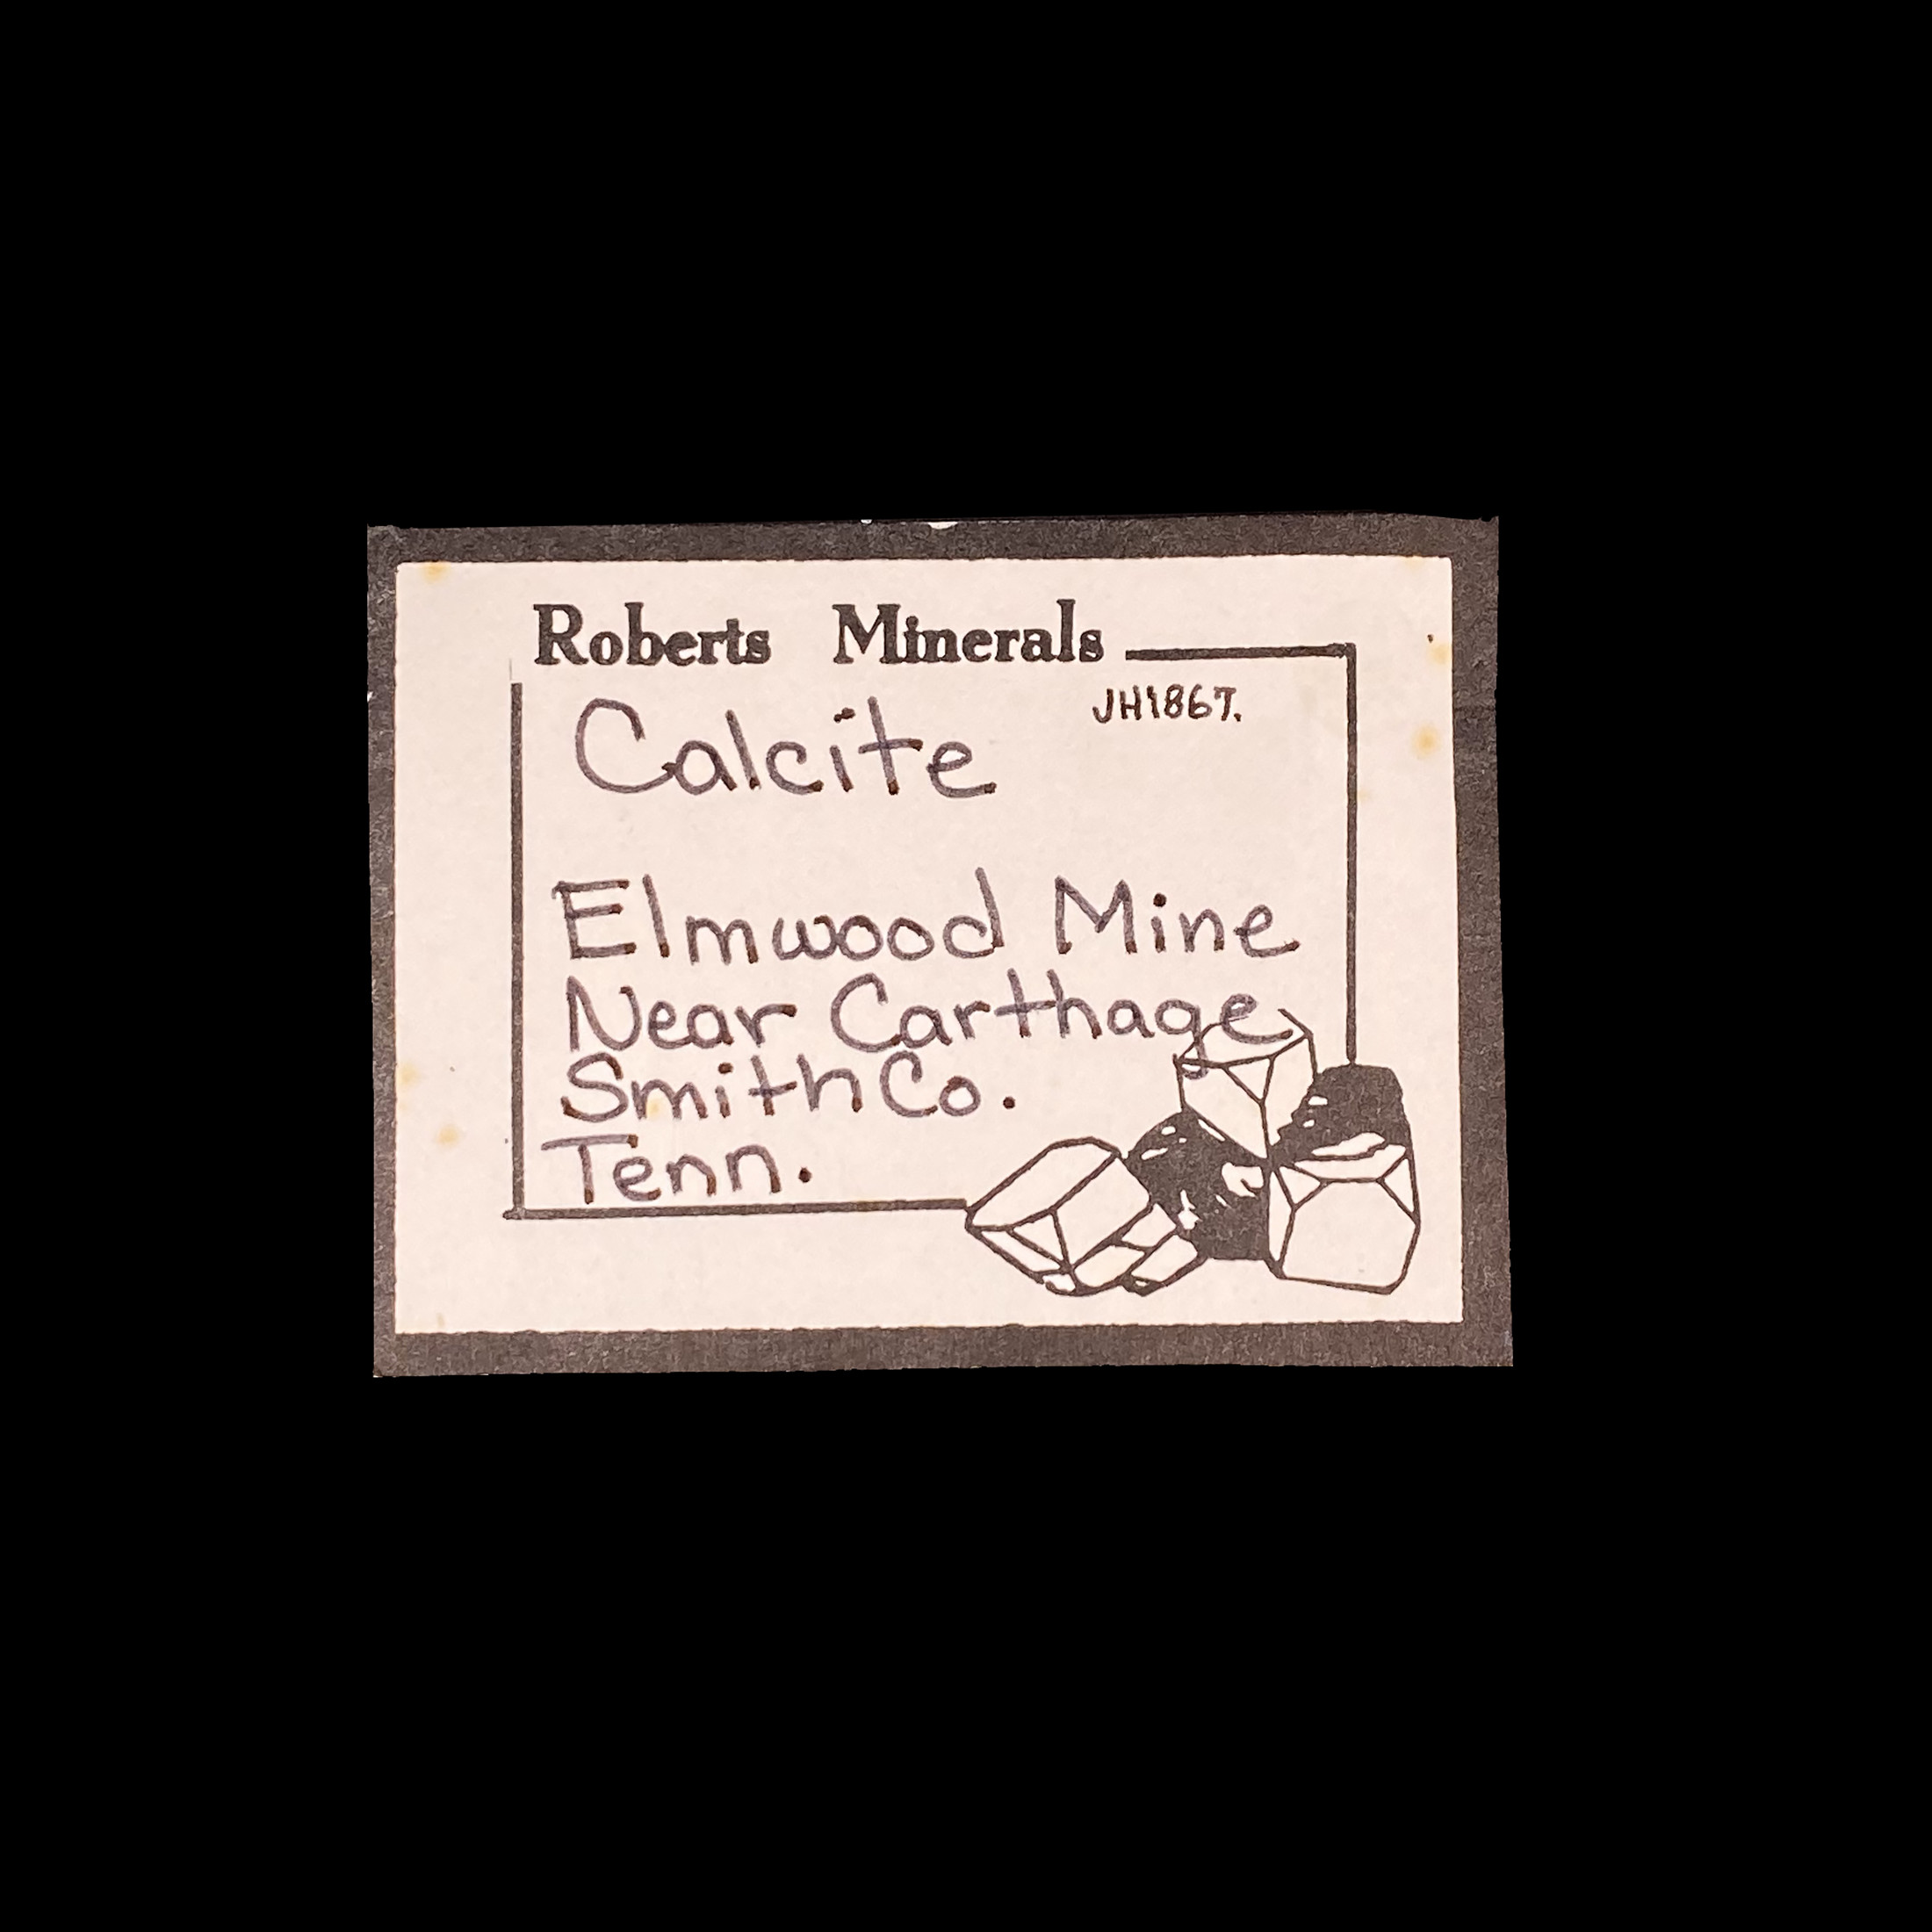 Roberts Minerals
JH1867.
Calcite
Elmwood Mine
Near Carthage
Smith Co.
Tenn.